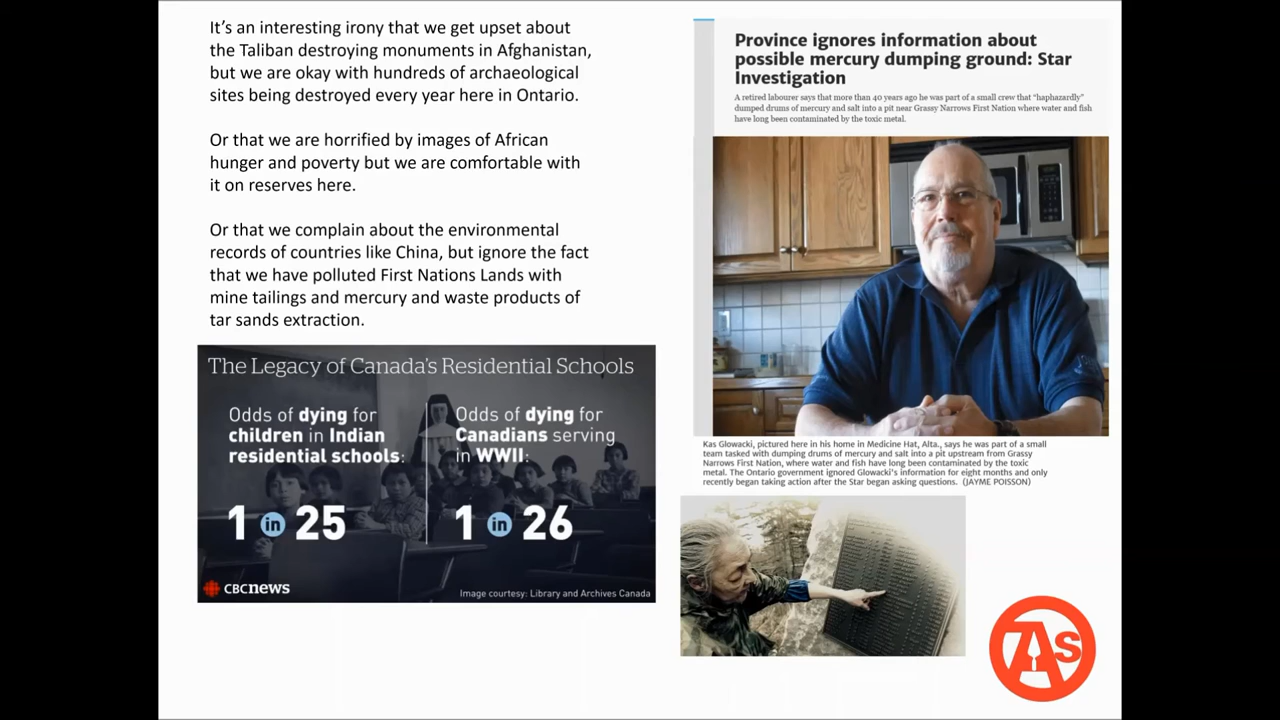 It's an interesting irony that we get upset about
the Taliban destroying monuments in Afghanistan,
but we are okay with hundreds of archaeological
sites being destroyed every year here in Ontario.
Or that we are horrified by images of African
hunger and poverty but we are comfortable with
it on reserves here.
Or that we complain about the environmental
records of countries like China, but ignore the fact
that we have polluted First Nations Lands with
mine tailings and mercury and waste products of
tar sands extraction.
The Legacy of Canada's Residential Schools
Odds of dying for
children in Indian
residential schools:
1 in 25
Odds of dying for
Canadians serving
in WWII:
1 in 26
CBCnews
Image courtesy: Library and Archives Canada
Province ignores information about
possible mercury dumping ground: Star
Investigation
A retired labourer says that more than 40 years ago he was part of a small crew that "haphazardly"
dumped drums of mercury and salt into a pit near Grassy Narrows First Nation where water and fish
have long been contaminated by the toxic metal.
Kas Glowacki, pictured here in his home in Medicine Hat, Alta., says he was part of a small
team tasked with dumping drums of mercury and salt into a pit upstream from Grassy
Narrows First Nation, where water and fish have long been contaminated by the toxic
metal. The Ontario government ignored Glowacki's information for eight months and only
recently began taking action after the Star began asking questions. (JAYME POISSON)
7As